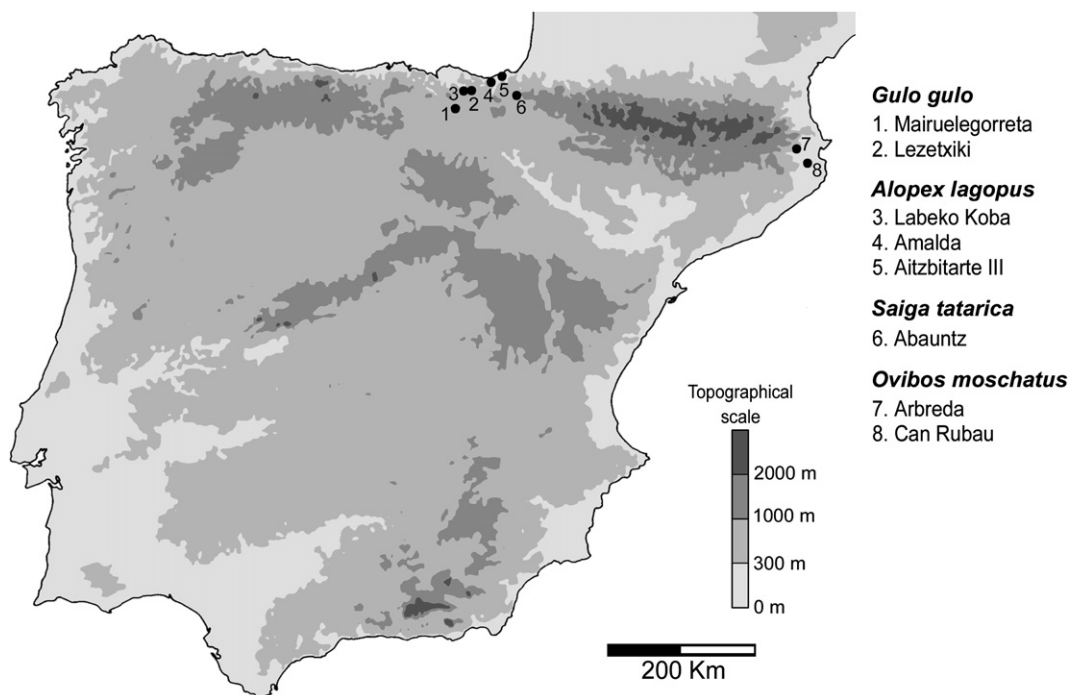 3
2
1
4
5
6
7
8
Gulo gulo
1. Mairuelegorreta
2. Lezetxiki
Alopex lagopus
3. Labeko Koba
4. Amalda
5. Aitzbitarte III
Saiga tatarica
6. Abauntz
Ovibos moschatus
7. Arbreda
8. Can Rubau
Topographical
scale
2000 m
1000 m
300 m
0 m
200 Km